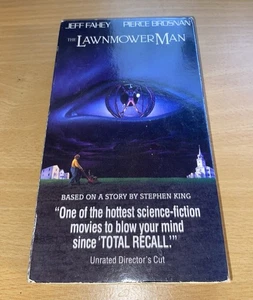 JEFF FAHEY PIERCE BROSNAN
THE LAWNMOWER MAN
BASED ON A STORY BY STEPHEN KING
"One of the hottest science-fiction
movies to blow your mind
since 'TOTAL RECALL.'"
Unrated Director's Cut